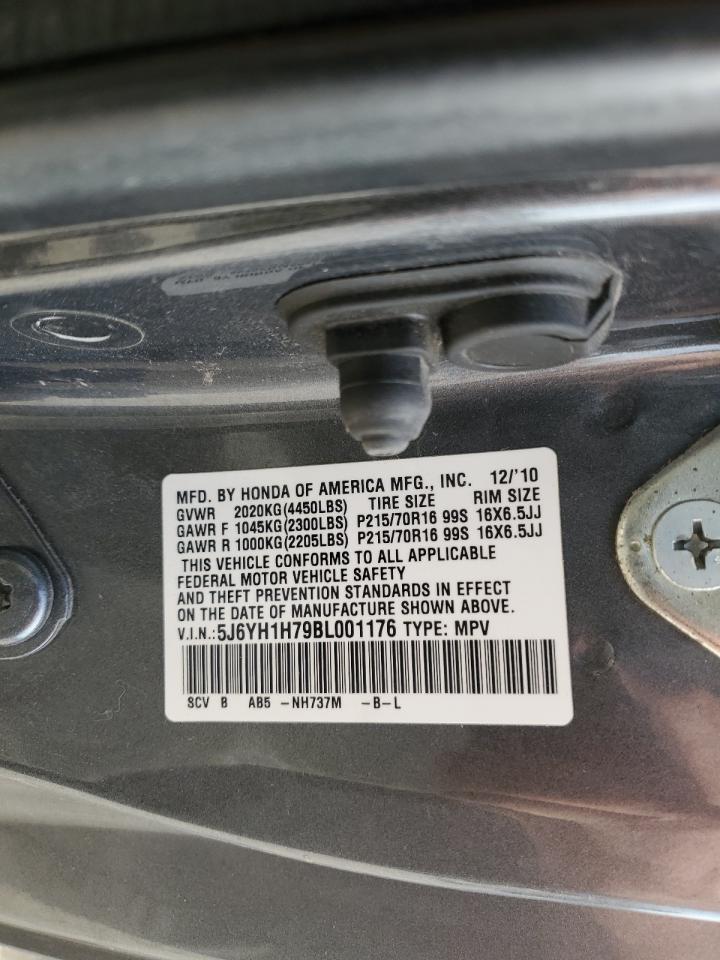 MFD. BY HONDA OF AMERICA MFG., INC. 12/'10
GVWR 2020KG(4450LBS) TIRE SIZE RIM SIZE
GAWR F 1045KG(2300LBS) P215/70R16 99S 16X6.5JJ
GAWR R 1000KG(2205LBS) P215/70R16 99S 16X6.5JJ
THIS VEHICLE CONFORMS TO ALL APPLICABLE
FEDERAL MOTOR VEHICLE SAFETY
AND THEFT PREVENTION STANDARDS IN EFFECT
ON THE DATE OF MANUFACTURE SHOWN ABOVE.
V.I.N.: 5J6YH1H79BL001176 TYPE: MPV
SCV B AB5 -NH737M -B-L